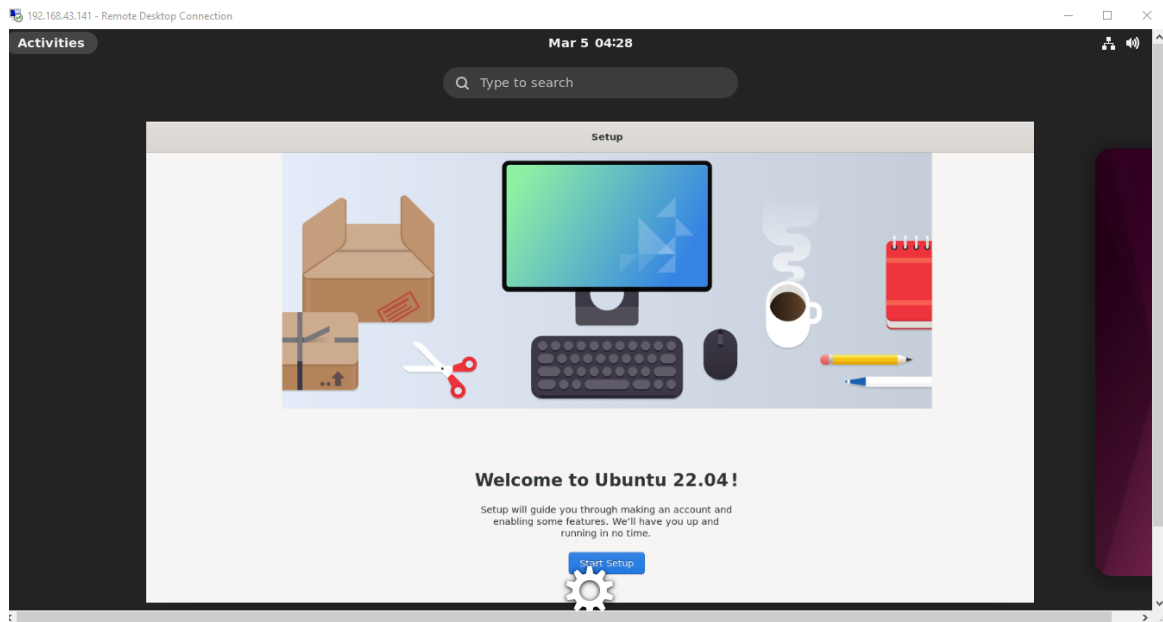 192.168.43.141 - Remote Desktop Connection
Activities
Mar 5 04:28
Type to search
Setup
Welcome to Ubuntu 22.04!
Setup will guide you through making an account and
enabling some features. We'll have you up and
running in no time.
Start Setup